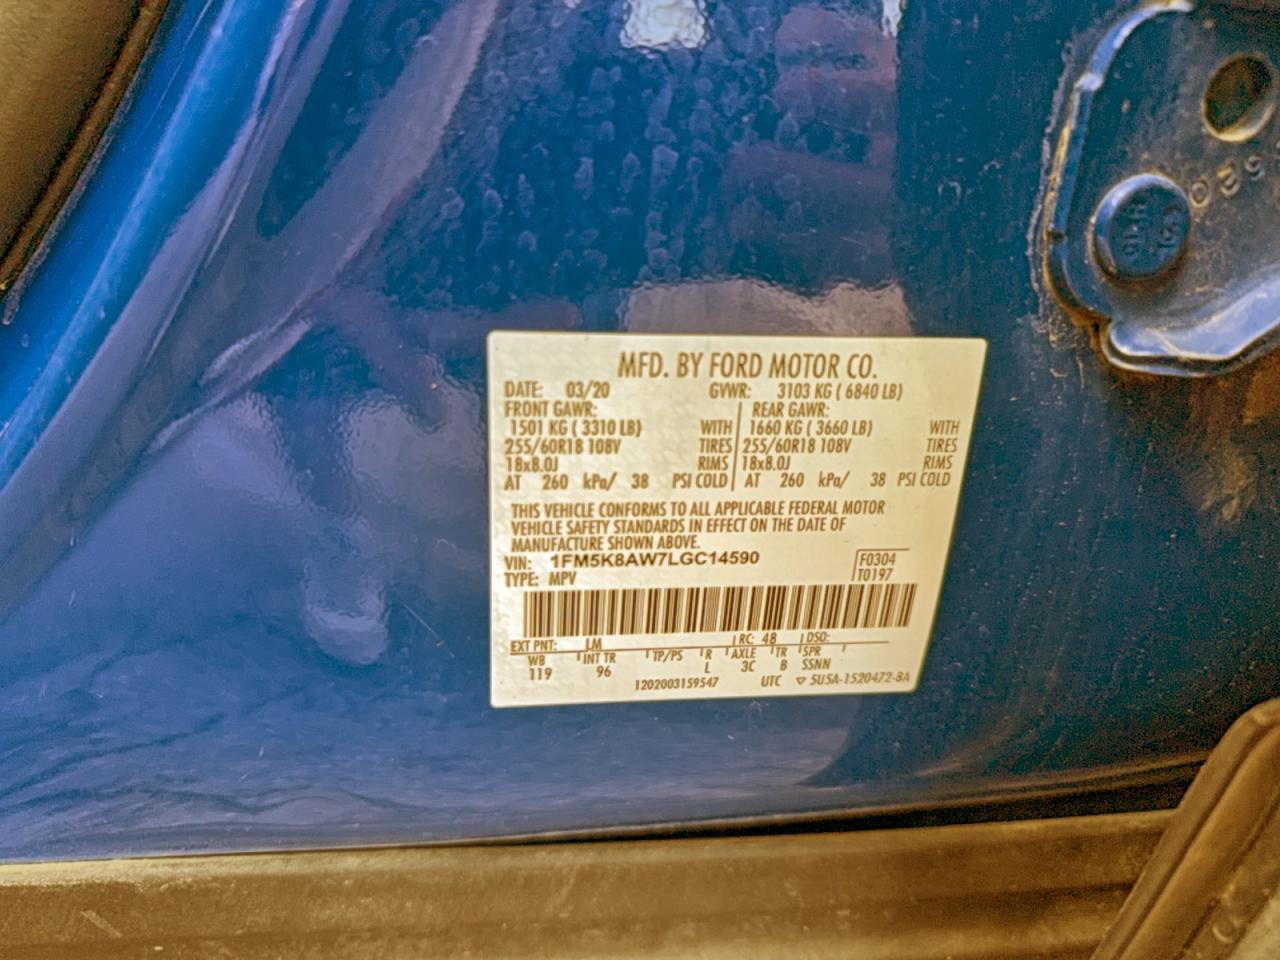 MFD. BY FORD MOTOR CO.
DATE: 03/20 GVWR: 3103 KG ( 6840 LB)
FRONT GAWR: REAR GAWR:
1501 KG ( 3310 LB) WITH 1660 KG ( 3660 LB) WITH
255/60R18 108V TIRES 255/60R18 108V TIRES
18x8.0J RIMS 18x8.0J RIMS
AT 260 kPa/ 38 PSI COLD AT 260 kPa/ 38 PSI COLD
THIS VEHICLE CONFORMS TO ALL APPLICABLE FEDERAL MOTOR
VEHICLE SAFETY STANDARDS IN EFFECT ON THE DATE OF
MANUFACTURE SHOWN ABOVE.
VIN: 1FM5K8AW7LGC14590 F0304
TYPE: MPV T0197
EXT PNT: LM RC: 48 DSO:
WB INT TR TP/PS R AXLE TR SPR
119 96 L 3C B SSNN
1202003159547 UTC ▽ 5U5A-1520472-BA